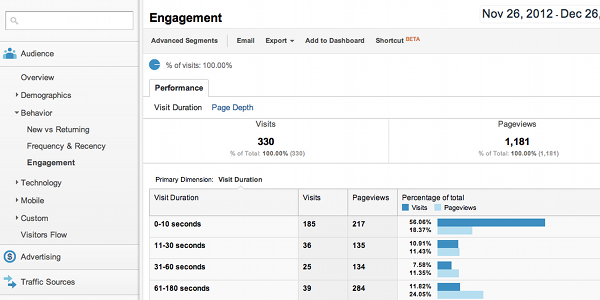 Engagement
Nov 26, 2012 - Dec 26,
Advanced Segments Email Export Add to Dashboard Shortcut BETA
% of visits: 100.00%
Audience
Overview
Demographics
Behavior
New vs Returning
Frequency & Recency
Engagement
Technology
Mobile
Custom
Visitors Flow
Advertising
Traffic Sources
Performance
Visit Duration Page Depth
Visits Pageviews
330 1,181
% of Total: 100.00% (330) % of Total: 100.00% (1,181)
Primary Dimension: Visit Duration
Visit Duration Visits Pageviews Percentage of total
Visits Pageviews
0-10 seconds 185 217 56.06%
18.37%
11-30 seconds 36 135 10.91%
11.43%
31-60 seconds 25 134 7.58%
11.35%
61-180 seconds 39 284 11.82%
24.05%